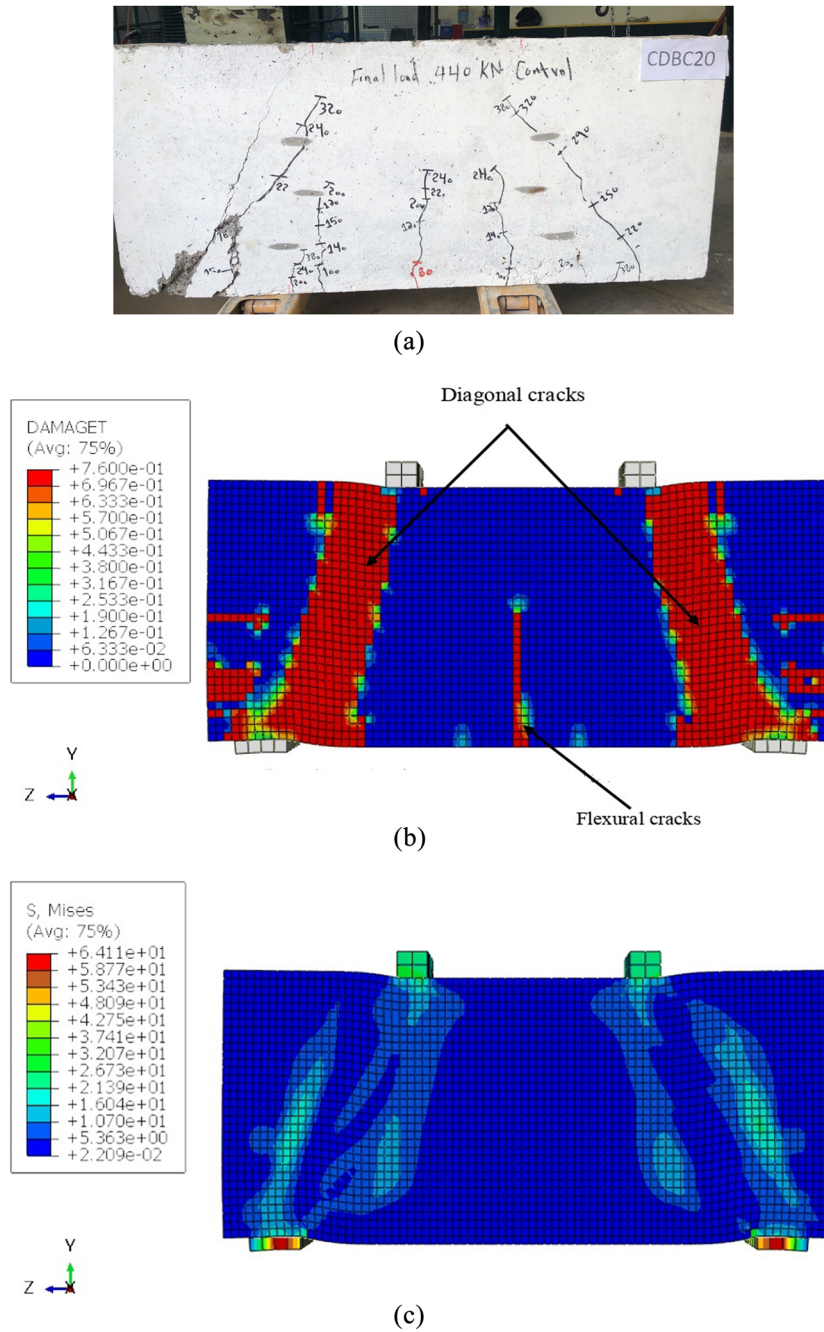 Final load 440 KN Control
CDBC20
320
240
22
200
150
140
100
320
240
200
240
22
200
120
80
240
140
320
320
290
250
220
200
320
(a)
Diagonal cracks
DAMAGET
(Avg: 75%)
+7.600e-01
+6.967e-01
+6.333e-01
+5.700e-01
+5.067e-01
+4.433e-01
+3.800e-01
+3.167e-01
+2.533e-01
+1.900e-01
+1.267e-01
+6.333e-02
+0.000e+00
Y
Z
X
Flexural cracks
(b)
S, Mises
(Avg: 75%)
+6.411e+01
+5.877e+01
+5.343e+01
+4.809e+01
+4.275e+01
+3.741e+01
+3.207e+01
+2.673e+01
+2.139e+01
+1.604e+01
+1.070e+01
+5.363e+00
+2.209e-02
Y
Z
X
(c)